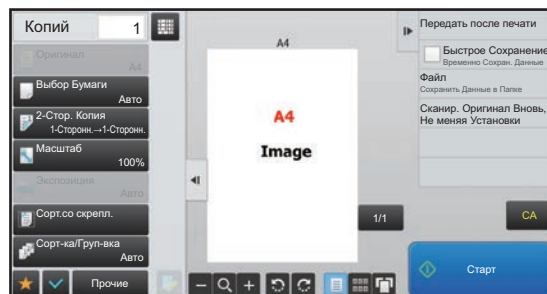 Копий
1
Оригинал
A4
Выбор Бумаги
Авто
2-Стор. Копия
1-Сторонн.→1-Сторонн.
Масштаб
100%
Экспозиция
Авто
Сорт.со скрепл.
Сорт-ка/Груп-вка
Авто
Прочие
A4
A4
Image
1/1
Передать после печати
Быстрое Сохранение
Временно Сохран. Данные
Файл
Сохранить Данные в Папке
Сканир. Оригинал Вновь,
Не меняя Установки
CA
Старт